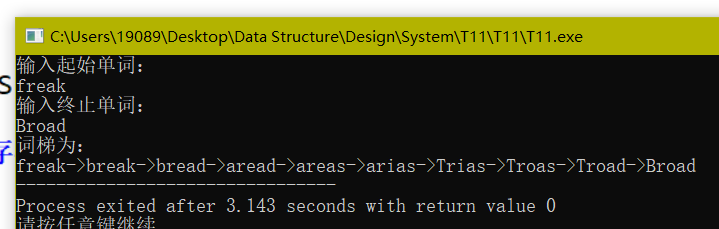 C:\Users\19089\Desktop\Data Structure\Design\System\T11\T11\T11.exe
输入起始单词：
freak
输入终止单词：
Broad
词梯为：
freak->break->bread->aread->areas->arias->Trias->Troas->Troad->Broad
--------------------------------
Process exited after 3.143 seconds with return value 0
请按任意键继续